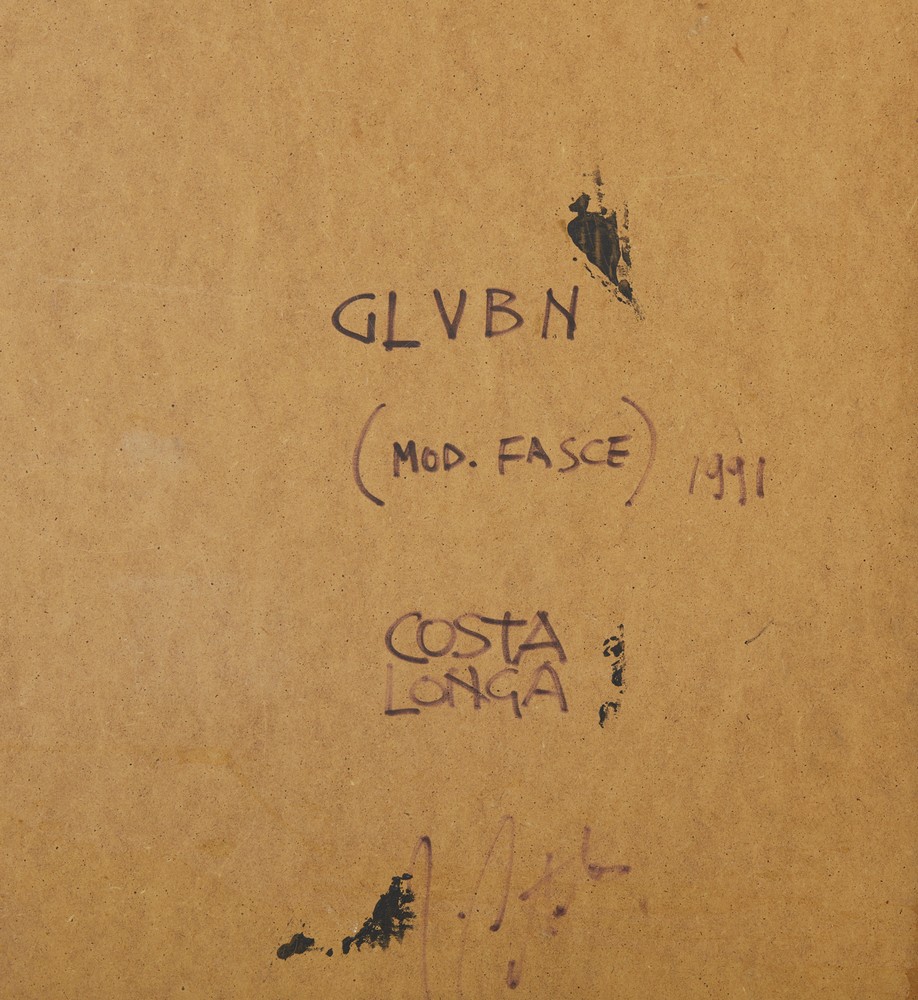 GLVBN
(MOD. FASCE) 1991
COSTA
LONGA